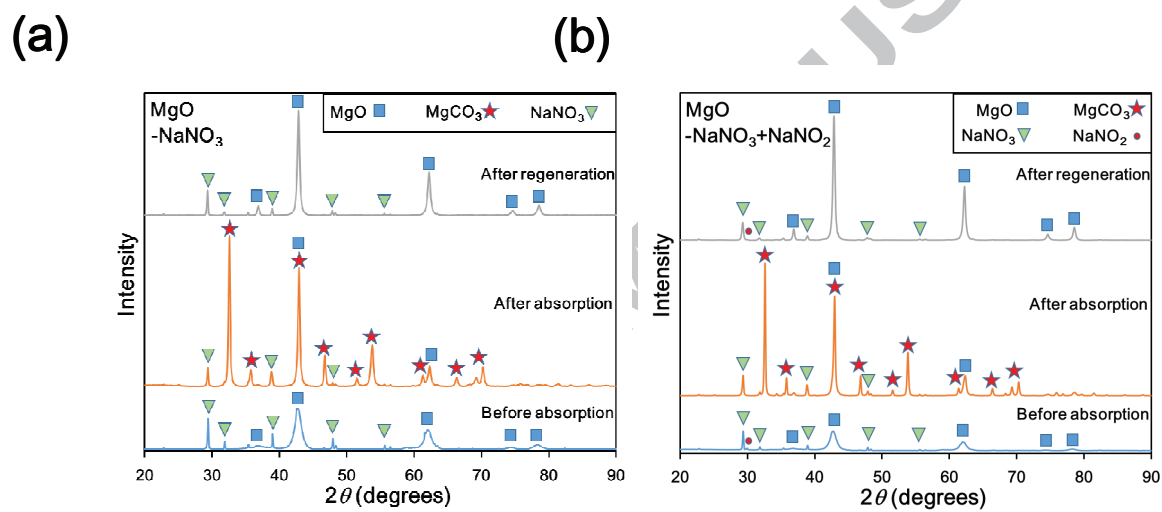 (a)
(b)
MgO
-NaNO3
MgO MgCO3 NaNO3
After regeneration
After absorption
Before absorption
Intensity
20 30 40 50 60 70 80 90
2θ (degrees)
MgO
-NaNO3+NaNO2
MgO MgCO3
NaNO3 NaNO2
After regeneration
After absorption
Before absorption
Intensity
20 30 40 50 60 70 80 90
2θ (degrees)